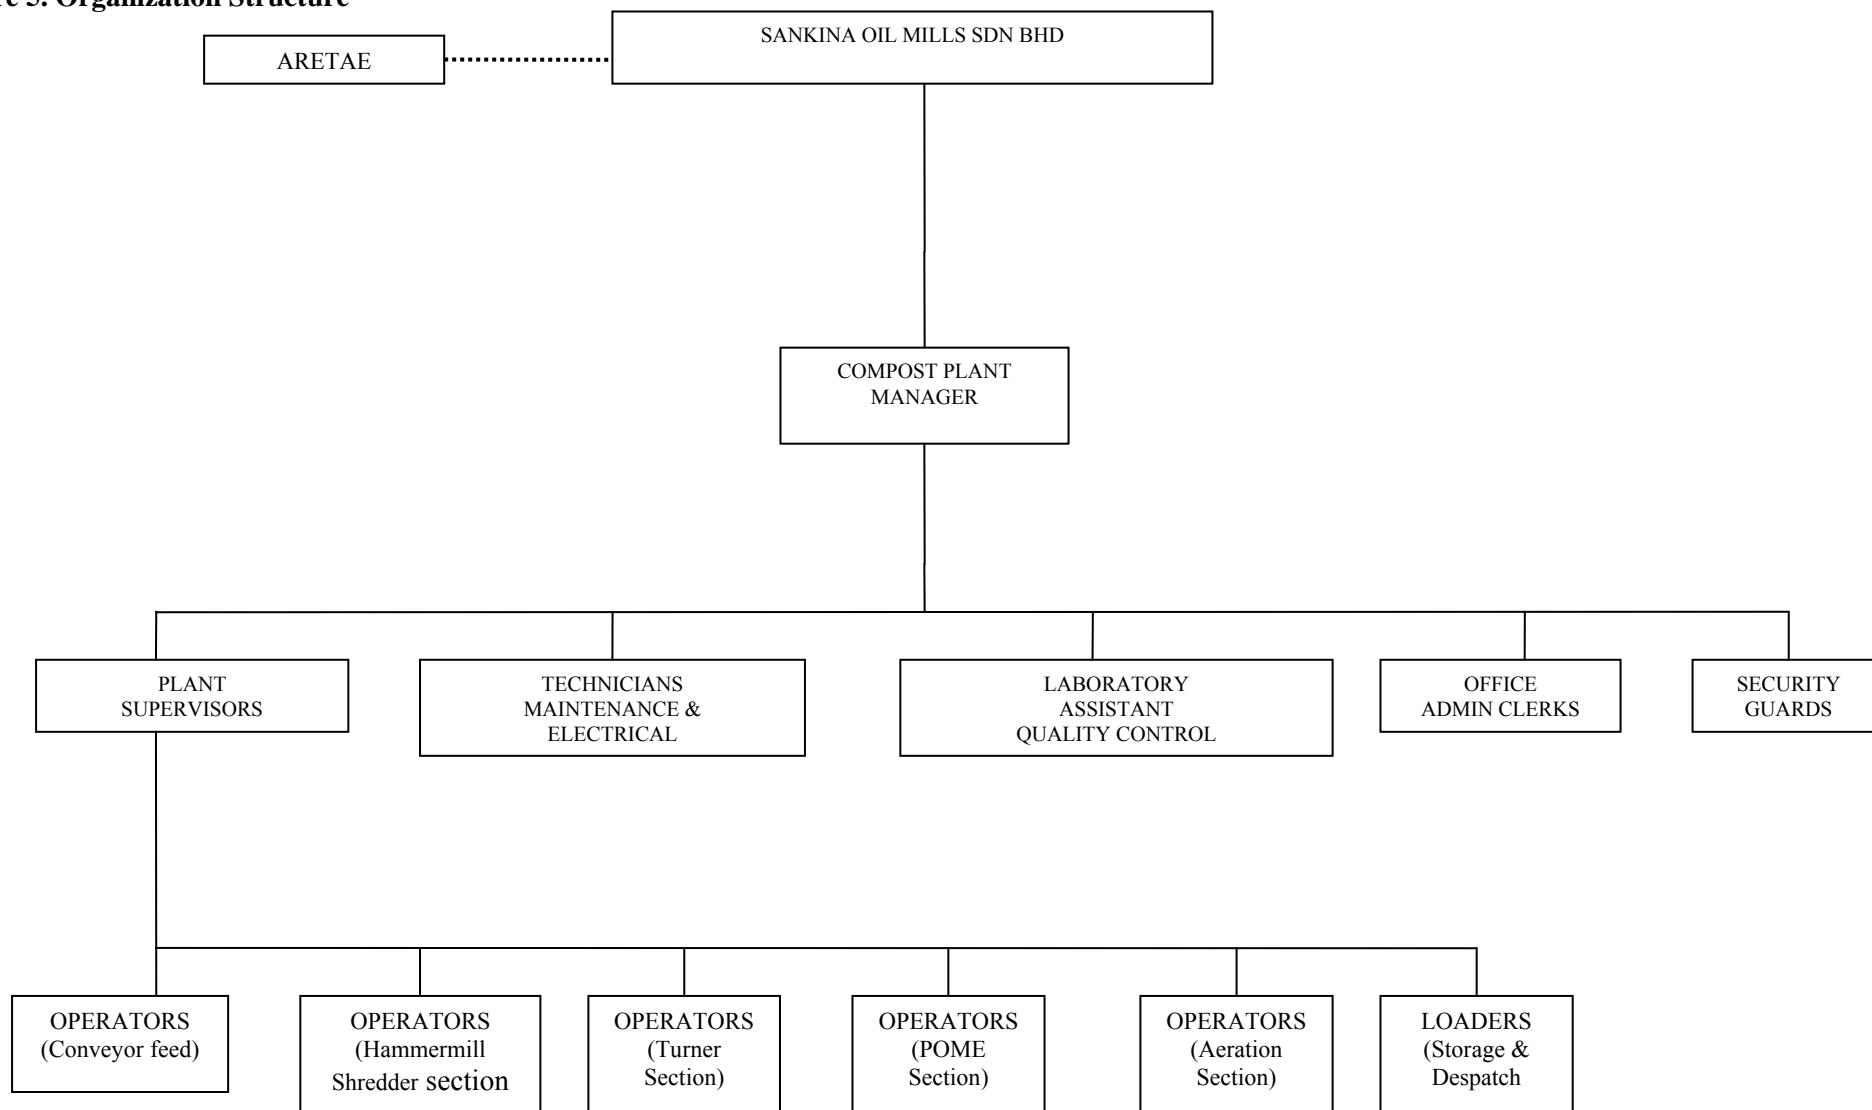 re 5. Organization Structure
SANKINA OIL MILLS SDN BHD
ARETAE
COMPOST PLANT
MANAGER
PLANT
SUPERVISORS
TECHNICIANS
MAINTENANCE &
ELECTRICAL
LABORATORY
ASSISTANT
QUALITY CONTROL
OFFICE
ADMIN CLERKS
SECURITY
GUARDS
OPERATORS
(Conveyor feed)
OPERATORS
(Hammermill
Shredder section
OPERATORS
(Turner
Section)
OPERATORS
(POME
Section)
OPERATORS
(Aeration
Section)
LOADERS
(Storage &
Despatch